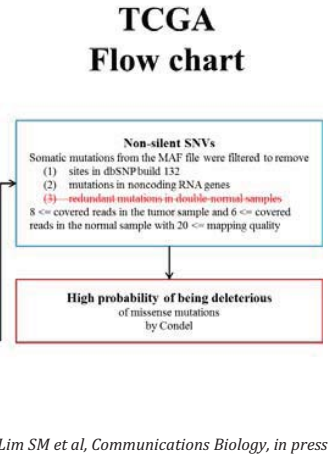 TCGA
Flow chart
Non-silent SNVs
Somatic mutations from the MAF file were filtered to remove
(1) sites in dbSNP build 132
(2) mutations in noncoding RNA genes
(3) redundant mutations in double-normal samples
8 <= covered reads in the tumor sample and 6 <= covered
reads in the normal sample with 20 <= mapping quality
High probability of being deleterious
of missense mutations
by Condel
Lim SM et al, Communications Biology, in press